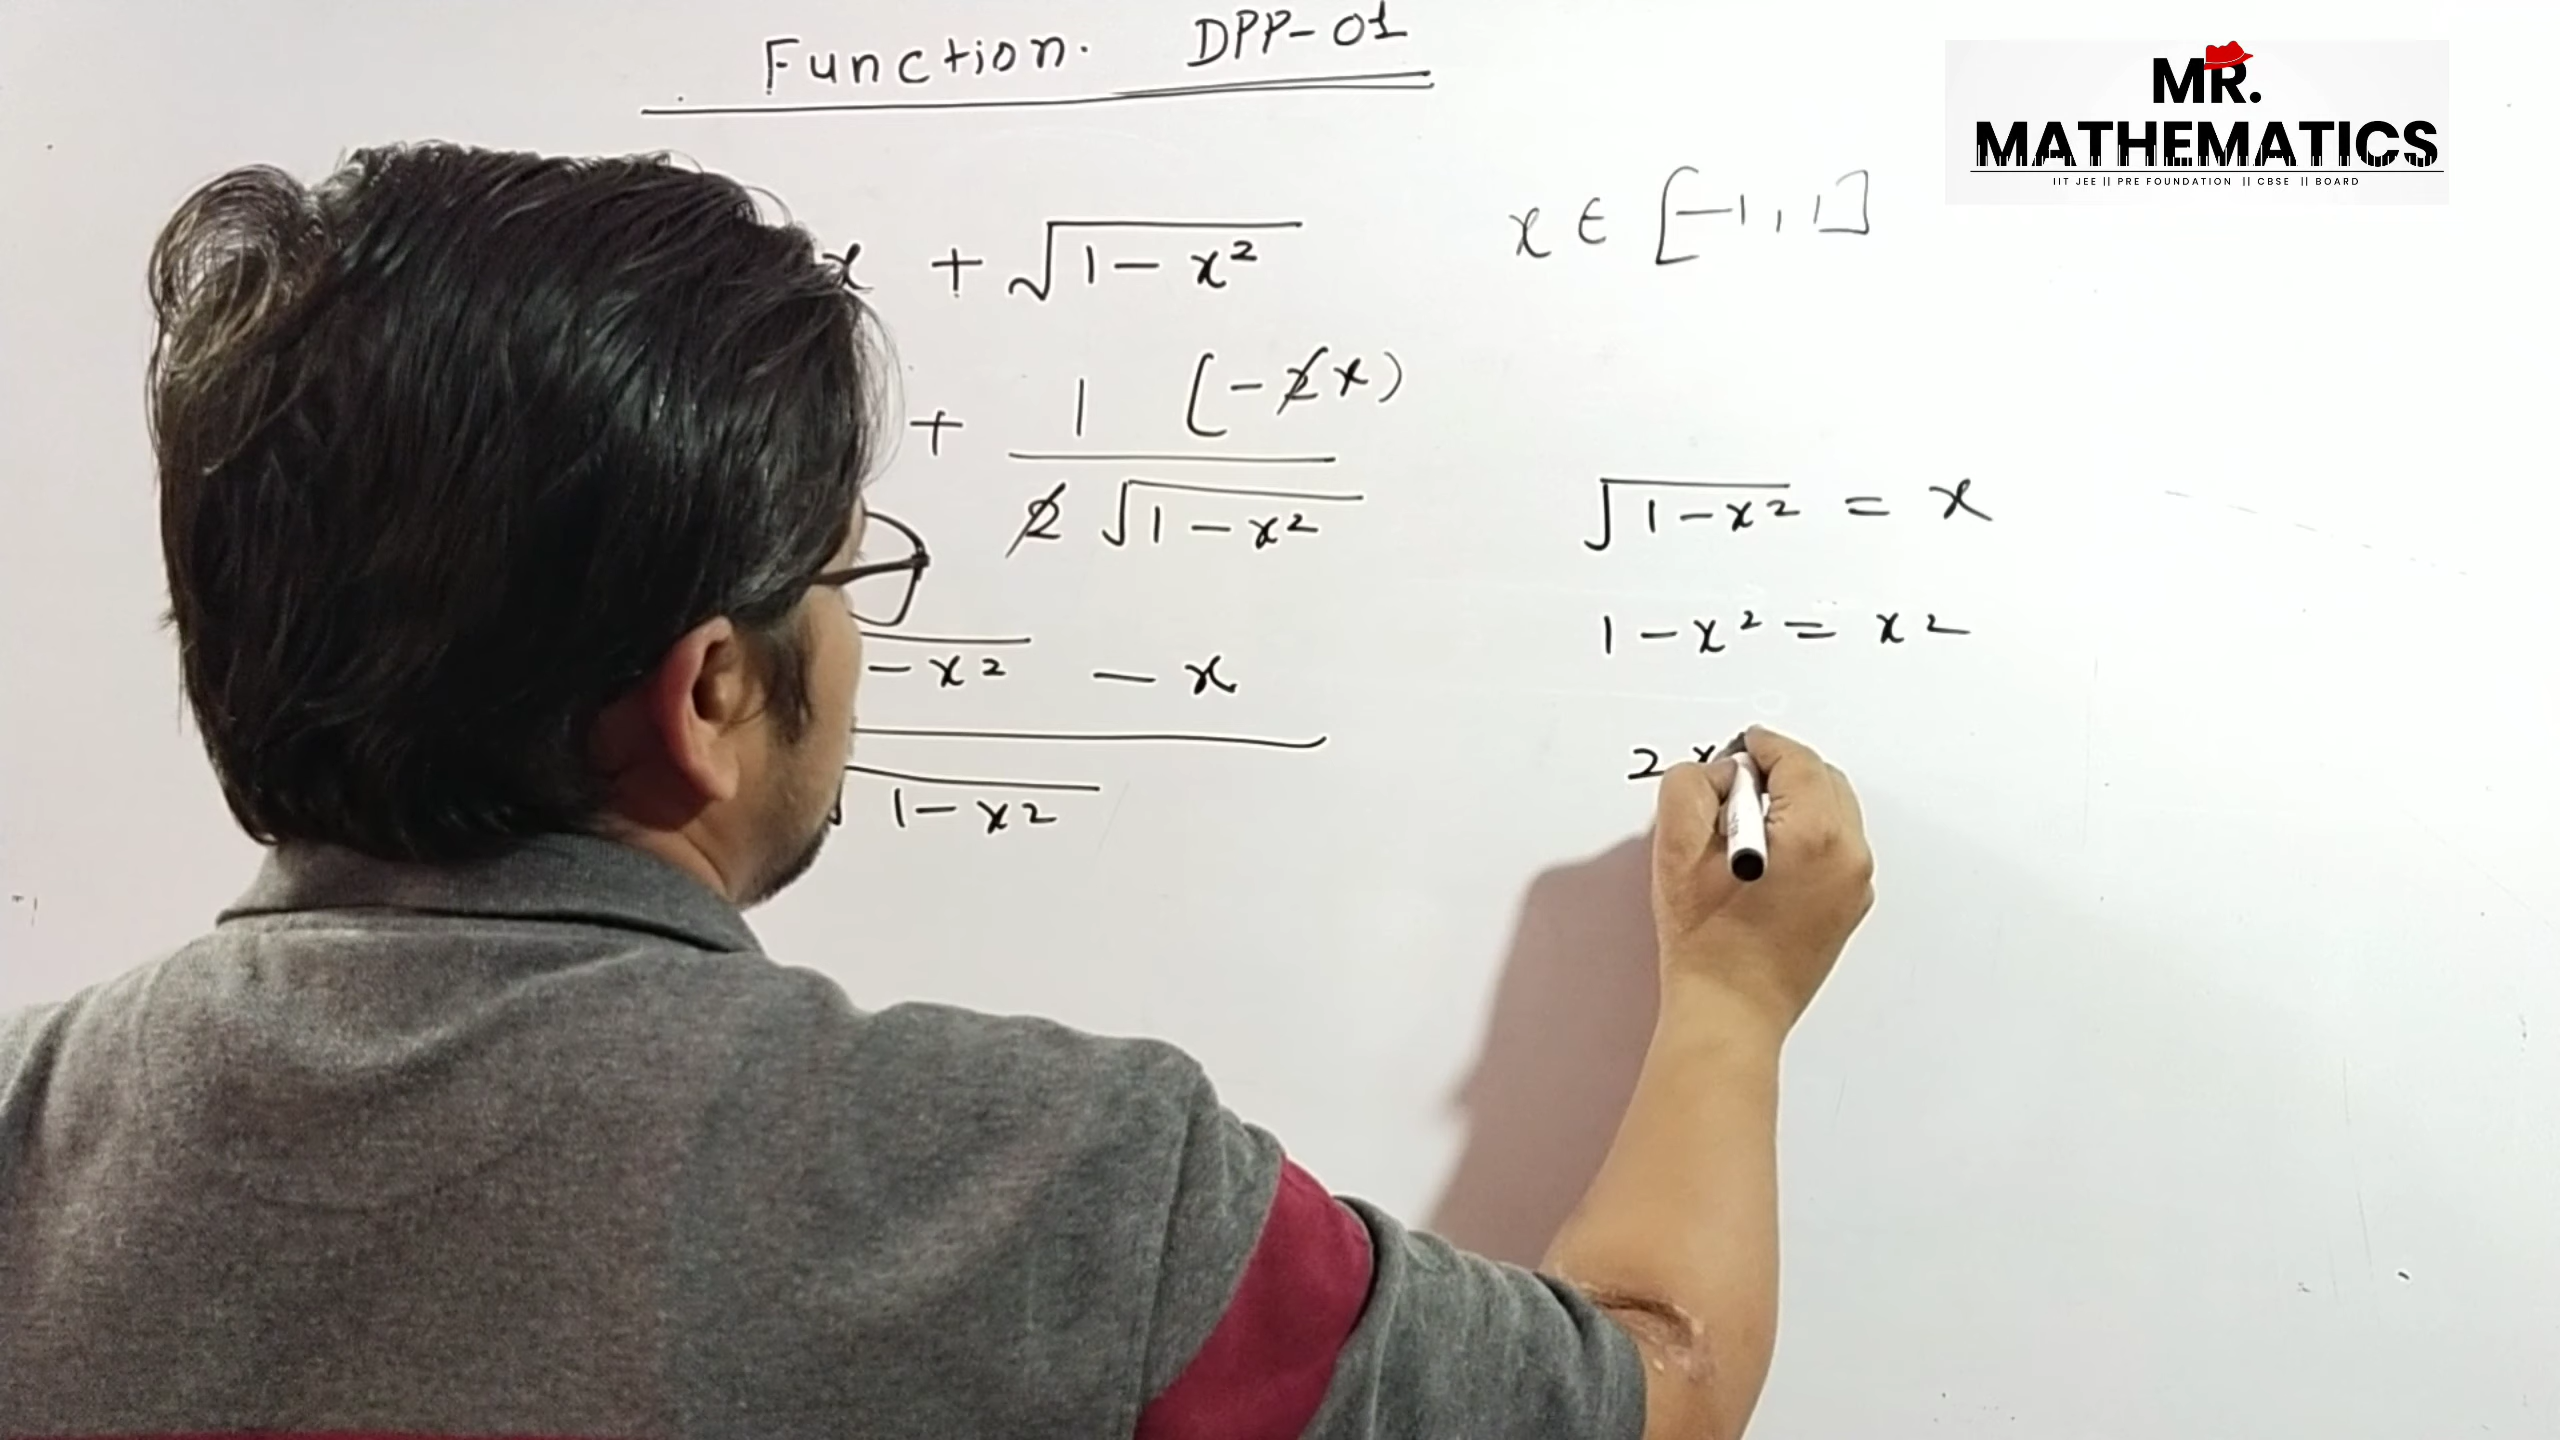 Function. DPP-01
MR.
MATHEMATICS
IIT JEE || PRE FOUNDATION || CBSE || BOARD
x + √(1 - x²)
x ∈ [-1, 1]
+ 1 (-2x)
2 √(1 - x²)
- x² - x
√(1 - x²)
√(1 - x²) = x
1 - x² = x²
2x